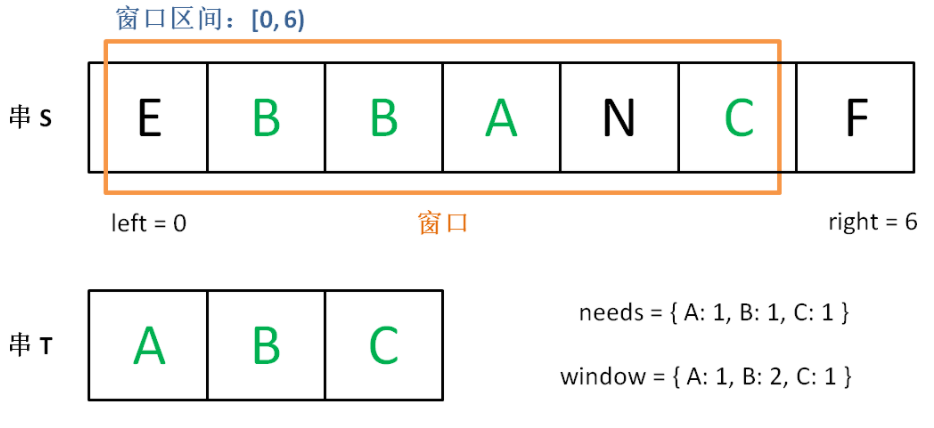 窗口区间：[0, 6)
串 S E B B A N C F
left = 0 窗口 right = 6
串 T A B C
needs = { A: 1, B: 1, C: 1 }
window = { A: 1, B: 2, C: 1 }